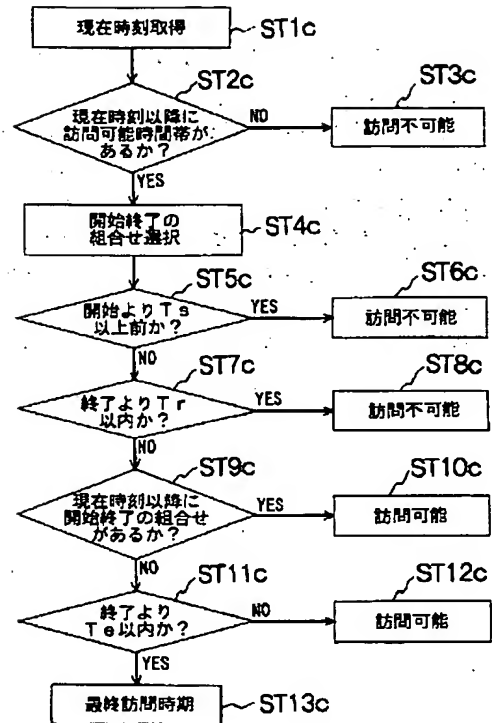 現在時刻取得
ST1c
ST2c
現在時刻以降に
訪問可能時間帯が
あるか?
NO
ST3c
訪問不可能
YES
開始終了の
組合せ選択
ST4c
ST5c
開始よりTs
以上前か?
YES
ST6c
訪問不可能
NO
ST7c
終了よりTr
以内か?
YES
ST8c
訪問不可能
NO
ST9c
現在時刻以降に
開始終了の組合せ
があるか?
YES
ST10c
訪問可能
NO
ST11c
終了より
Te以内か?
NO
ST12c
訪問可能
YES
最終訪問時期
ST13c